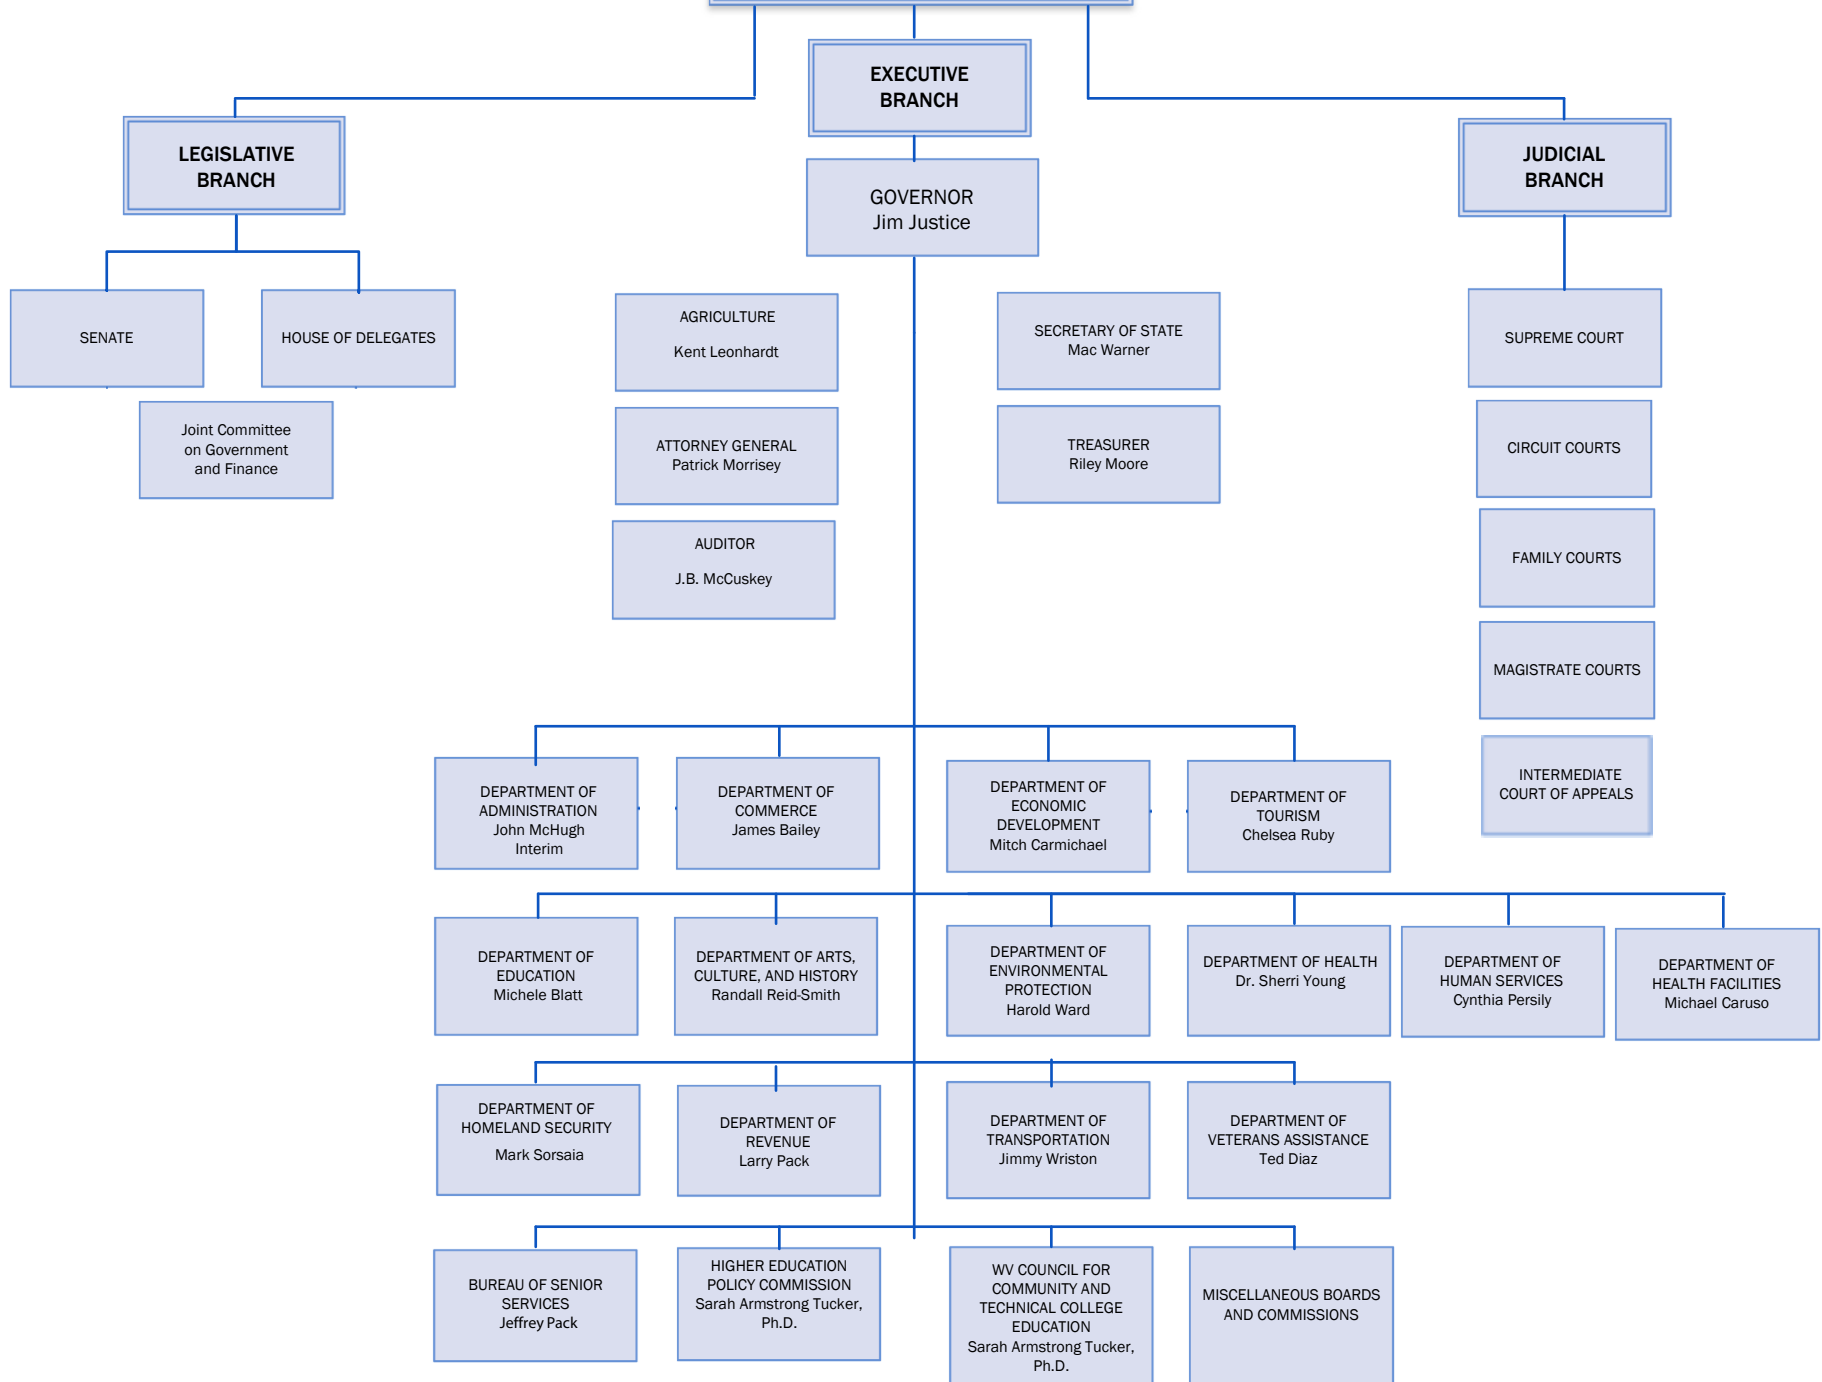 EXECUTIVE
BRANCH
LEGISLATIVE
BRANCH
JUDICIAL
BRANCH
GOVERNOR
Jim Justice
SENATE
HOUSE OF DELEGATES
Joint Committee
on Government
and Finance
AGRICULTURE
Kent Leonhardt
ATTORNEY GENERAL
Patrick Morrisey
AUDITOR
J.B. McCuskey
SECRETARY OF STATE
Mac Warner
TREASURER
Riley Moore
SUPREME COURT
CIRCUIT COURTS
FAMILY COURTS
MAGISTRATE COURTS
INTERMEDIATE
COURT OF APPEALS
DEPARTMENT OF
ADMINISTRATION
John McHugh
Interim
DEPARTMENT OF
COMMERCE
James Bailey
DEPARTMENT OF
ECONOMIC
DEVELOPMENT
Mitch Carmichael
DEPARTMENT OF
TOURISM
Chelsea Ruby
DEPARTMENT OF
EDUCATION
Michele Blatt
DEPARTMENT OF ARTS,
CULTURE, AND HISTORY
Randall Reid-Smith
DEPARTMENT OF
ENVIRONMENTAL
PROTECTION
Harold Ward
DEPARTMENT OF HEALTH
Dr. Sherri Young
DEPARTMENT OF
HUMAN SERVICES
Cynthia Persily
DEPARTMENT OF
HEALTH FACILITIES
Michael Caruso
DEPARTMENT OF
HOMELAND SECURITY
Mark Sorsaia
DEPARTMENT OF
REVENUE
Larry Pack
DEPARTMENT OF
TRANSPORTATION
Jimmy Wriston
DEPARTMENT OF
VETERANS ASSISTANCE
Ted Diaz
BUREAU OF SENIOR
SERVICES
Jeffrey Pack
HIGHER EDUCATION
POLICY COMMISSION
Sarah Armstrong Tucker,
Ph.D.
WV COUNCIL FOR
COMMUNITY AND
TECHNICAL COLLEGE
EDUCATION
Sarah Armstrong Tucker,
Ph.D.
MISCELLANEOUS BOARDS
AND COMMISSIONS